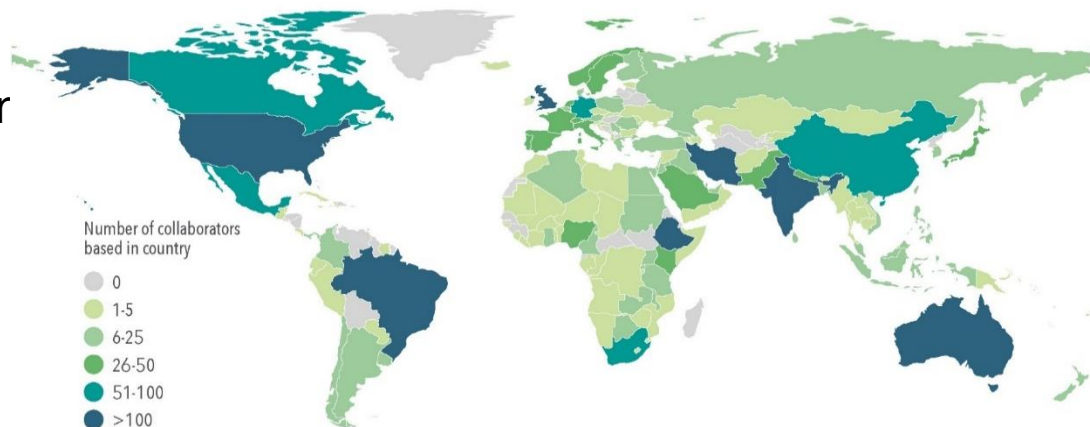 r
Number of collaborators
based in country
0
1-5
6-25
26-50
51-100
>100